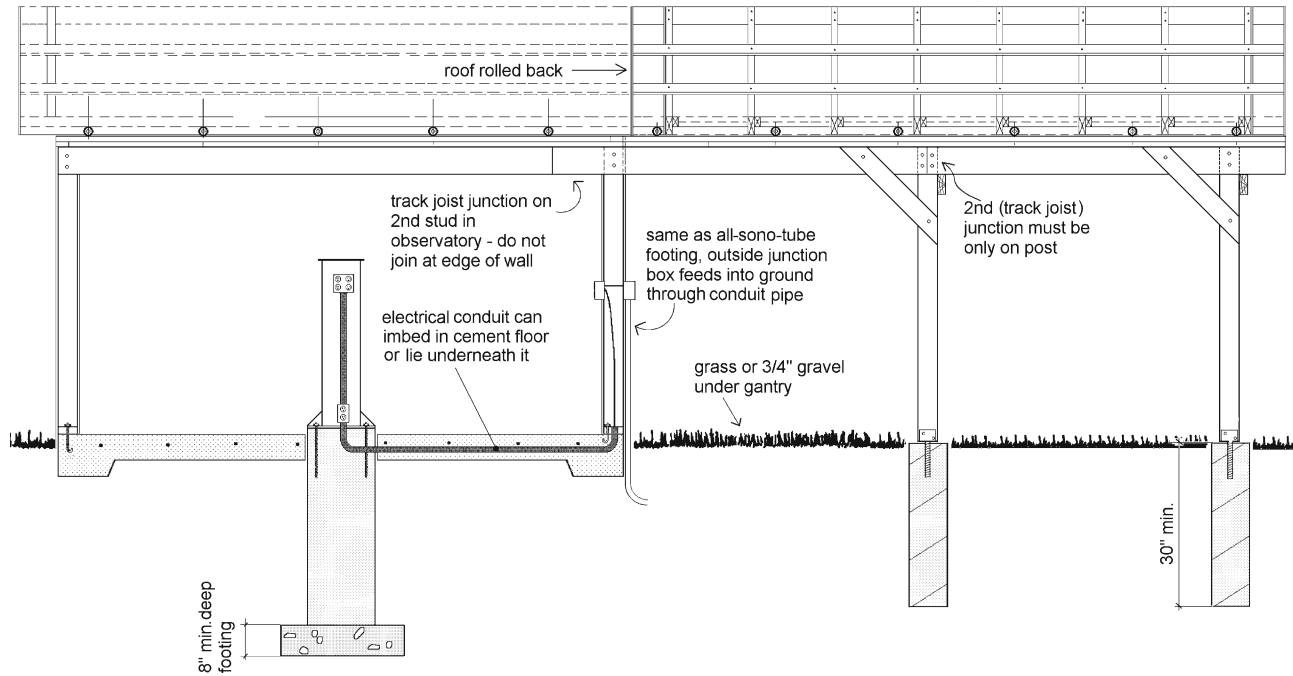 roof rolled back
track joist junction on
2nd stud in
observatory - do not
join at edge of wall
same as all-sono-tube
footing, outside junction
box feeds into ground
through conduit pipe
2nd (track joist)
junction must be
only on post
electrical conduit can
imbed in cement floor
or lie underneath it
grass or 3/4" gravel
under gantry
30" min.
8" min.deep
footing